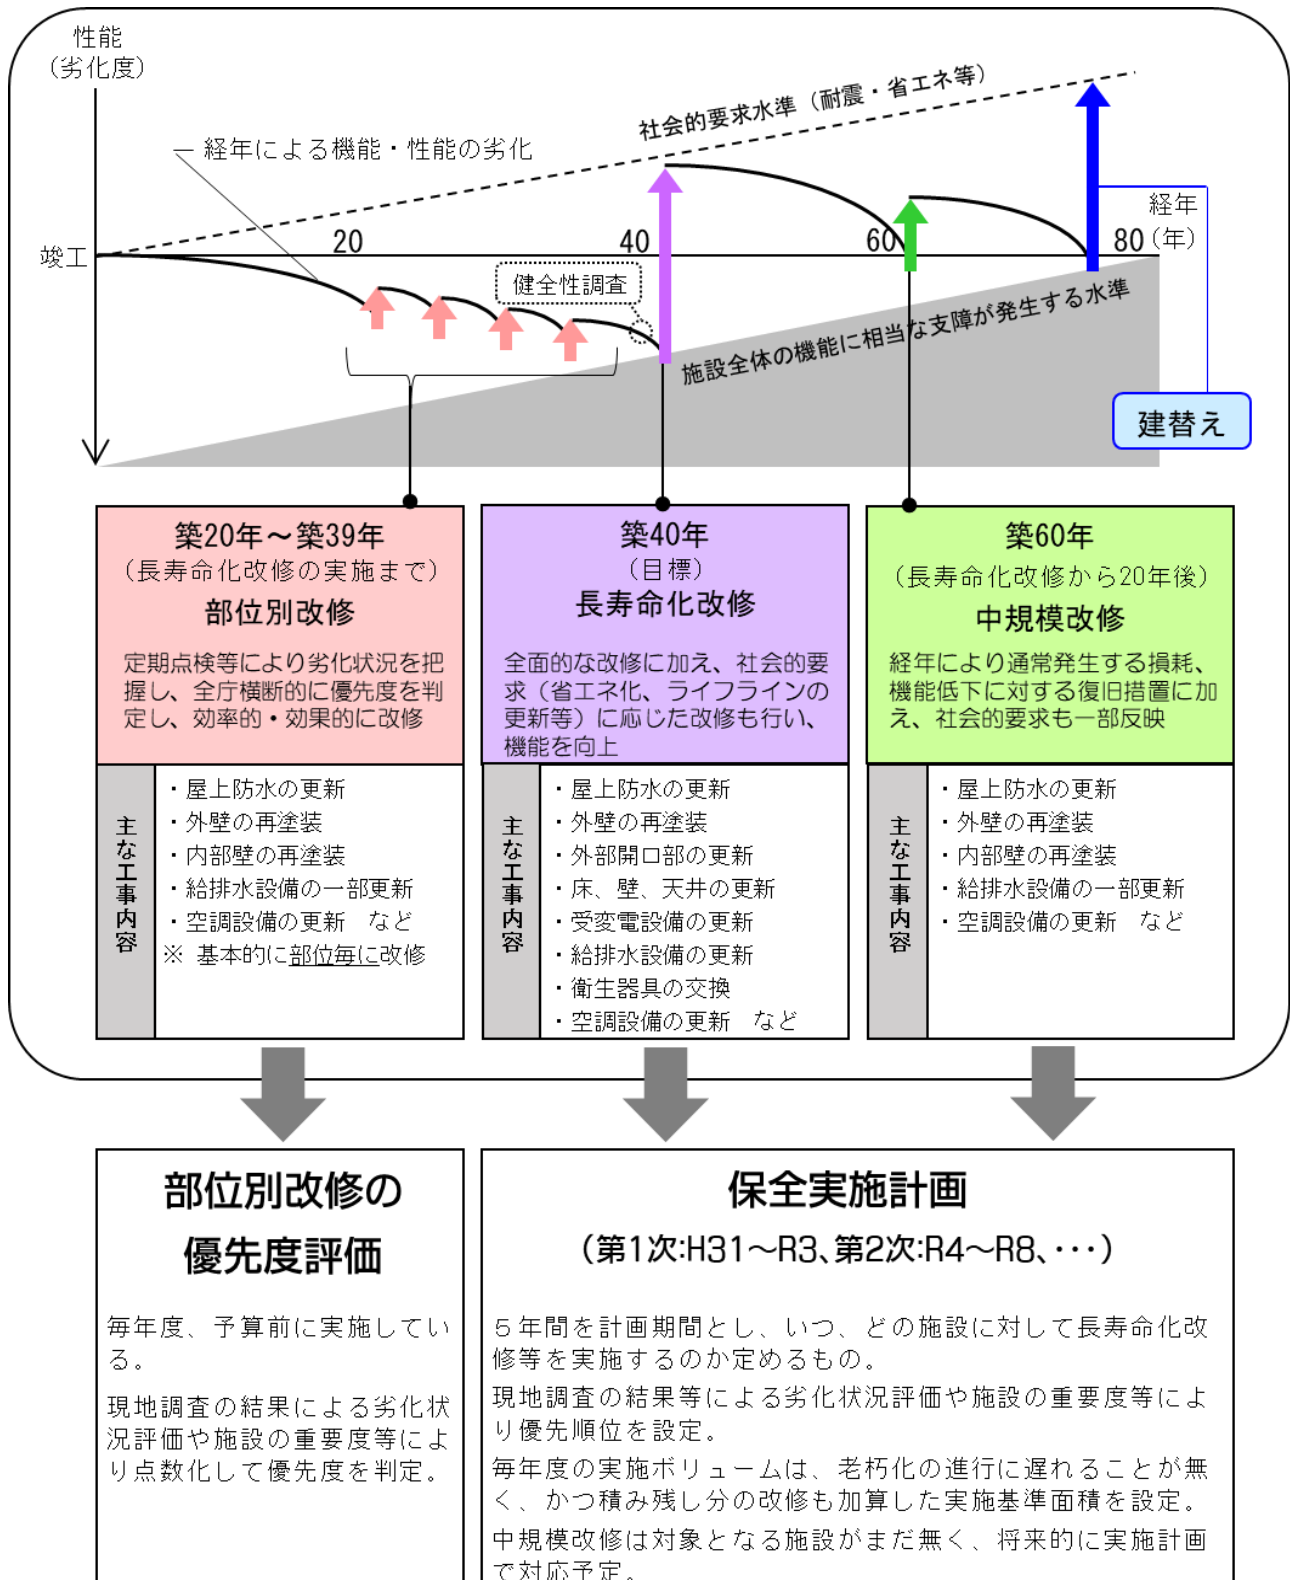 性能
（劣化度）
社会的要求水準（耐震・省エネ等）
経年による機能・性能の劣化
竣工
20
40
60
80
経年
（年）
健全性調査
施設全体の機能に相当な支障が発生する水準
建替え
築20年～築39年
（長寿命化改修の実施まで）
部位別改修
定期点検等により劣化状況を把
握し、全庁横断的に優先度を判
定し、効率的・効果的に改修
主な工事内容
・屋上防水の更新
・外壁の再塗装
・内部壁の再塗装
・給排水設備の一部更新
・空調設備の更新　など
※ 基本的に部位毎に改修
築40年
（目標）
長寿命化改修
全面的な改修に加え、社会的要
求（省エネ化、ライフラインの
更新等）に応じた改修も行い、
機能を向上
主な工事内容
・屋上防水の更新
・外壁の再塗装
・外部開口部の更新
・床、壁、天井の更新
・受変電設備の更新
・給排水設備の更新
・衛生器具の交換
・空調設備の更新　など
築60年
（長寿命化改修から20年後）
中規模改修
経年により通常発生する損耗、
機能低下に対する復旧措置に加
え、社会的要求も一部反映
主な工事内容
・屋上防水の更新
・外壁の再塗装
・内部壁の再塗装
・給排水設備の一部更新
・空調設備の更新　など
部位別改修の
優先度評価
毎年度、予算前に実施してい
る。
現地調査の結果による劣化状
況評価や施設の重要度等によ
り点数化して優先度を判定。
保全実施計画
（第1次:H31～R3、第2次:R4～R8、･･･）
５年間を計画期間とし、いつ、どの施設に対して長寿命化改
修等を実施するのか定めるもの。
現地調査の結果等による劣化状況評価や施設の重要度等によ
り優先順位を設定。
毎年度の実施ボリュームは、老朽化の進行に遅れることが無
く、かつ積み残し分の改修も加算した実施基準面積を設定。
中規模改修は対象となる施設がまだ無く、将来的に実施計画
で対応予定。